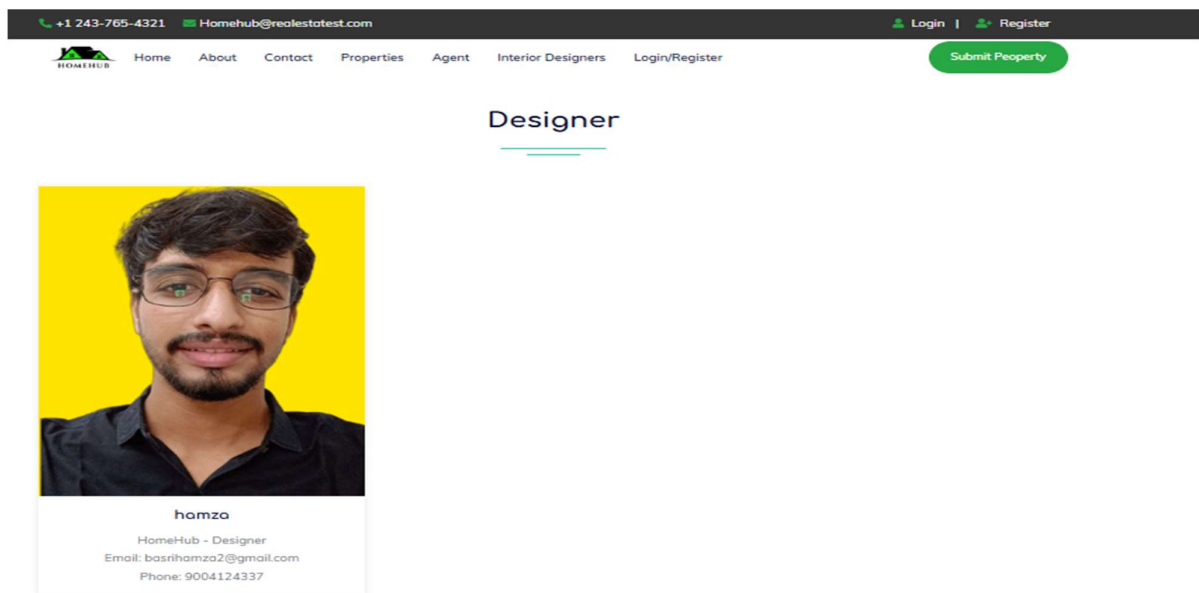 +1 243-765-4321 Homehub@realestatest.com Login | Register
HOMEHUB Home About Contact Properties Agent Interior Designers Login/Register Submit Peoperty
Designer
hamza
HomeHub - Designer
Email: basrihamza2@gmail.com
Phone: 9004124337